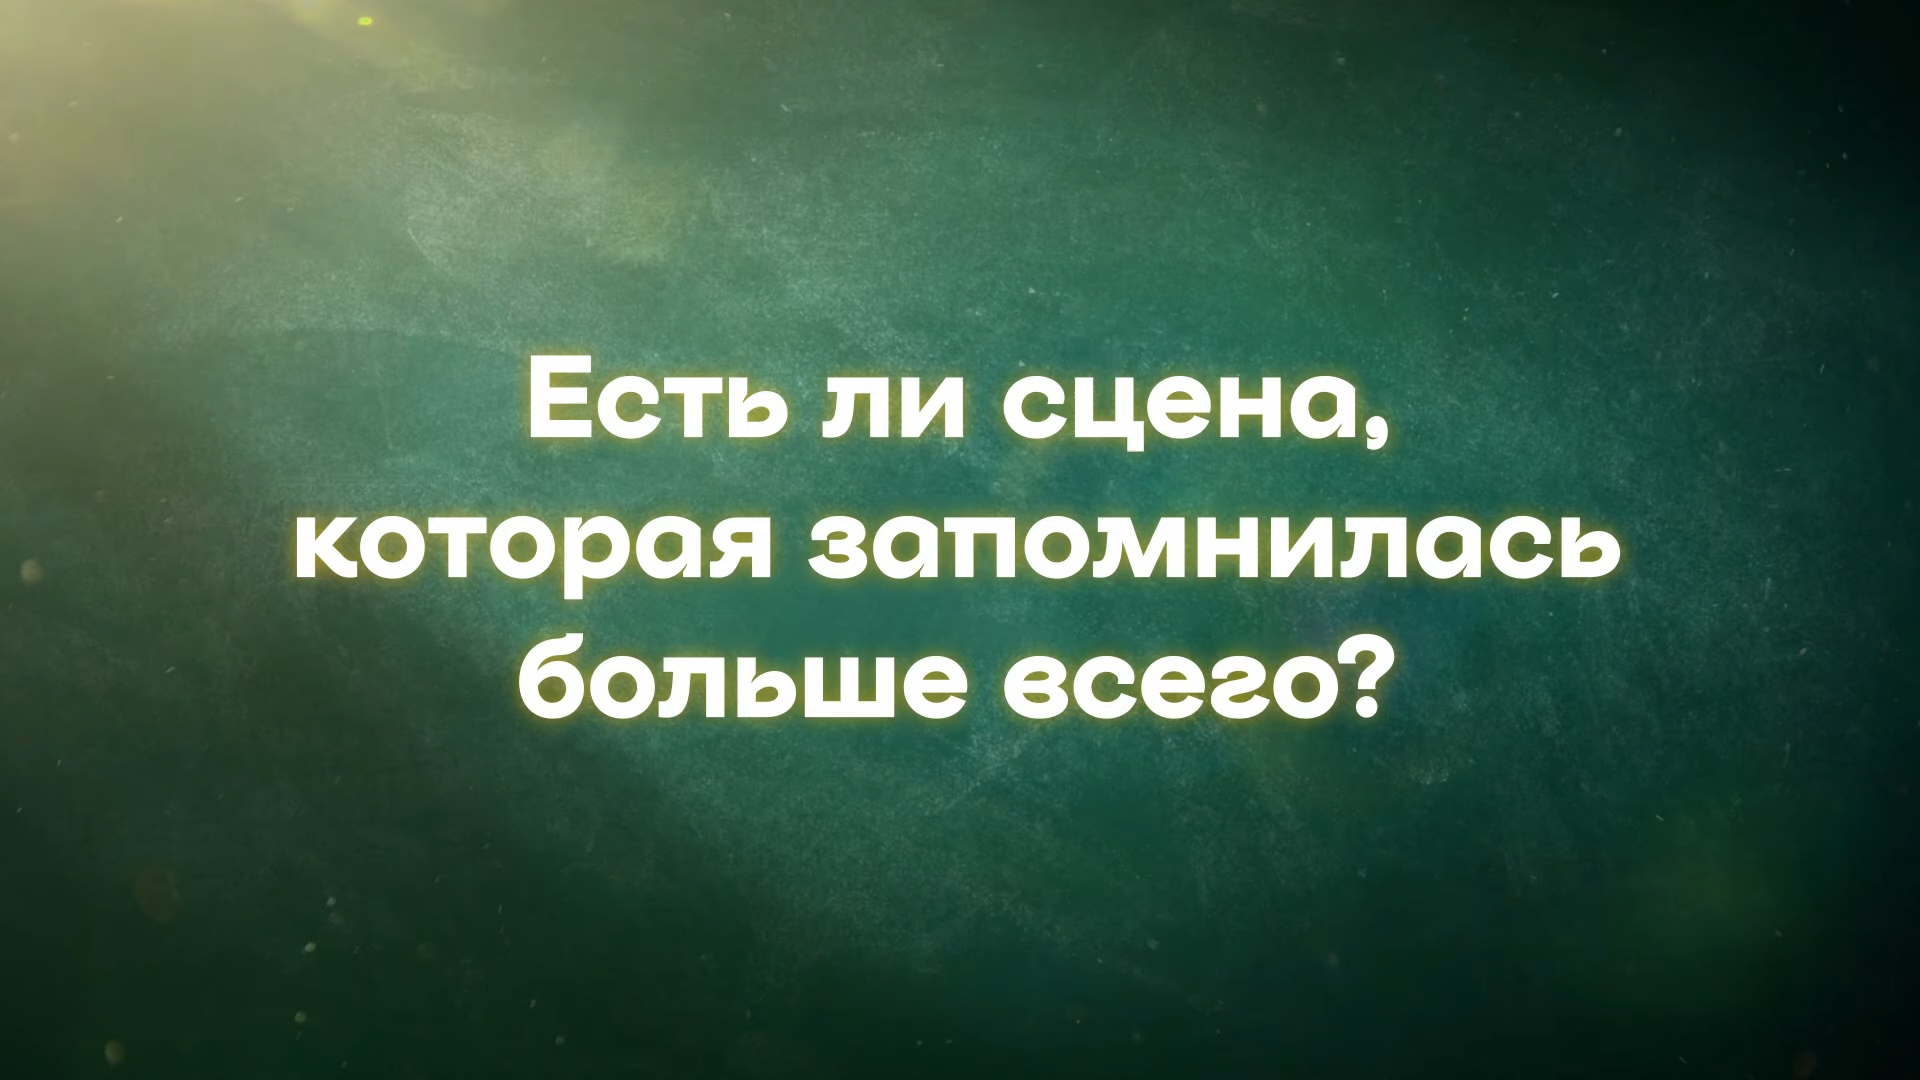 Есть ли сцена,
которая запомнилась
больше всего?